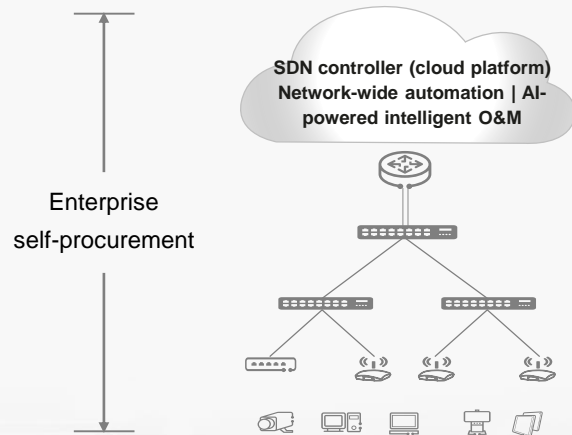 SDN controller (cloud platform)
Network-wide automation | AI-
powered intelligent O&M
Enterprise
self-procurement